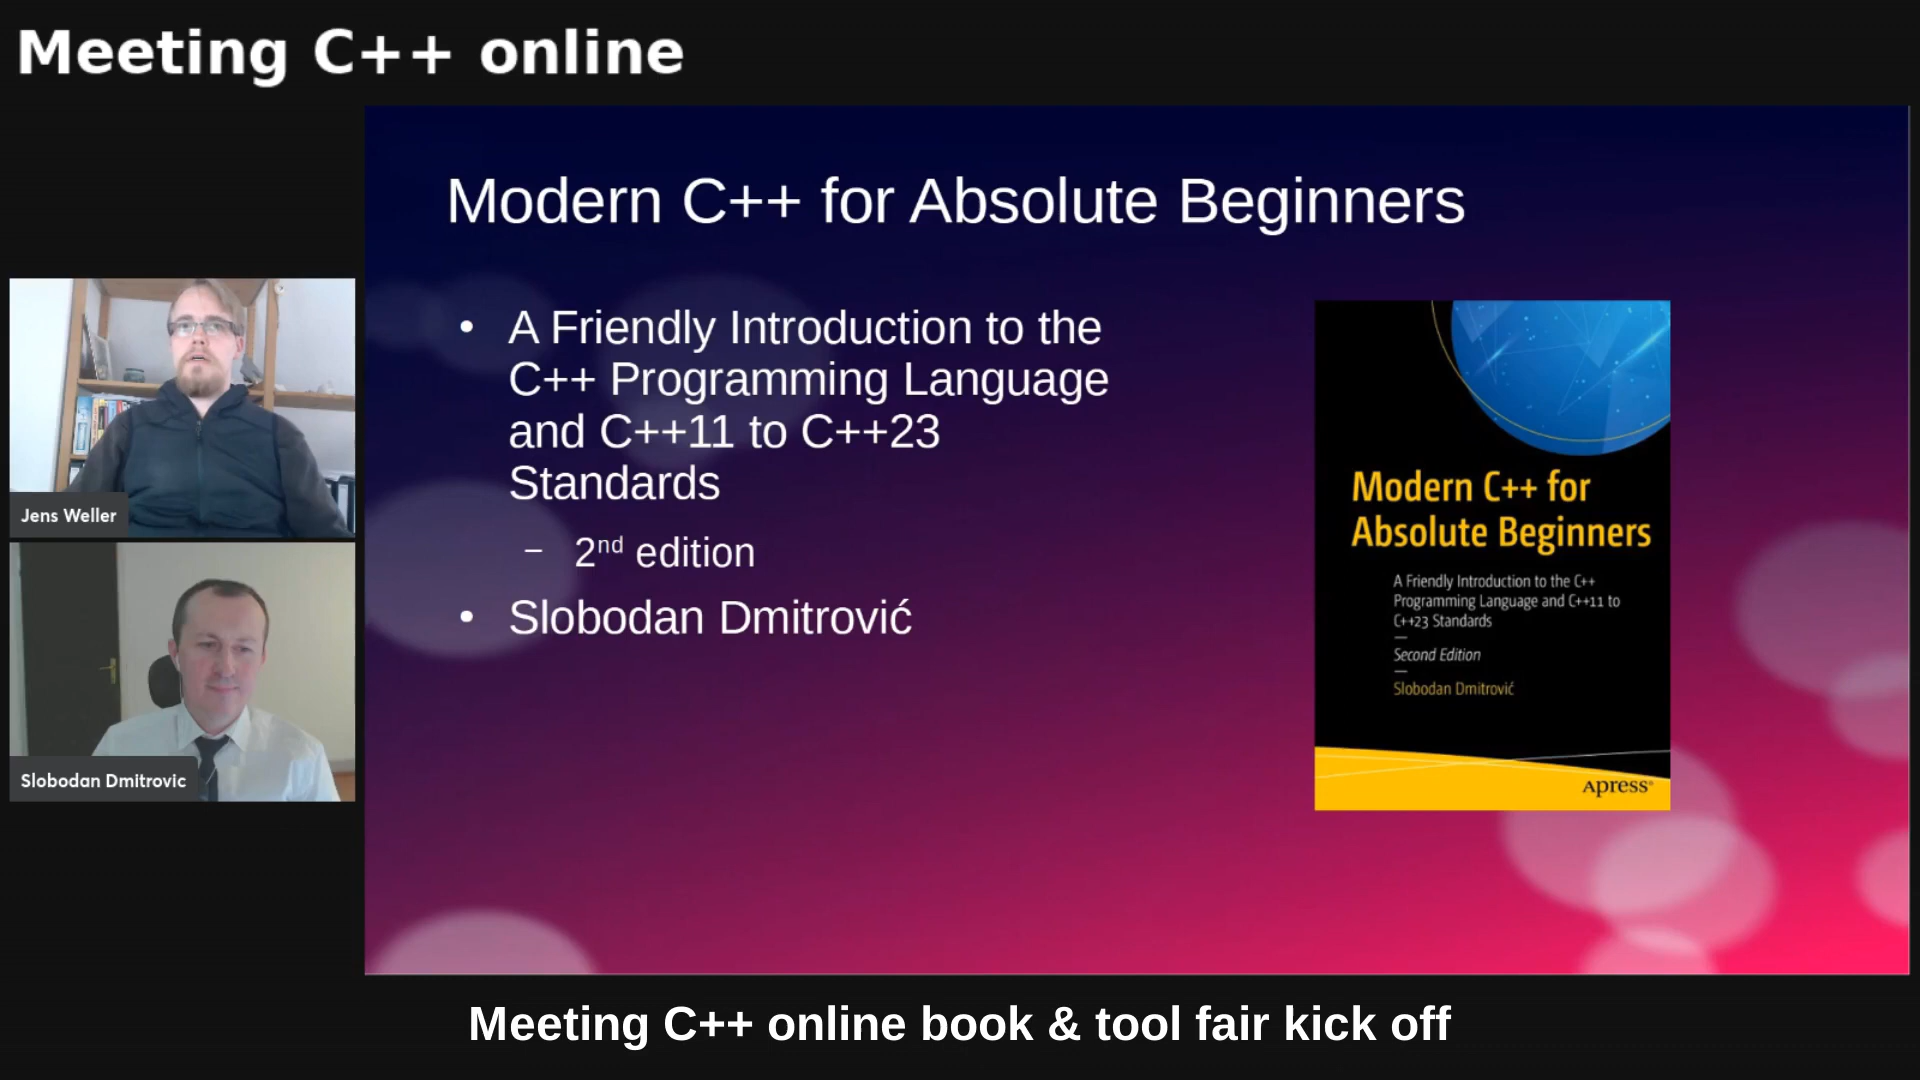 Meeting C++ online
Modern C++ for Absolute Beginners
• A Friendly Introduction to the
C++ Programming Language
and C++11 to C++23
Standards
– 2nd edition
• Slobodan Dmitrović
Modern C++ for
Absolute Beginners
A Friendly Introduction to the C++
Programming Language and C++11 to
C++23 Standards
—
Second Edition
—
Slobodan Dmitrović
Apress®
Jens Weller
Slobodan Dmitrovic
Meeting C++ online book & tool fair kick off